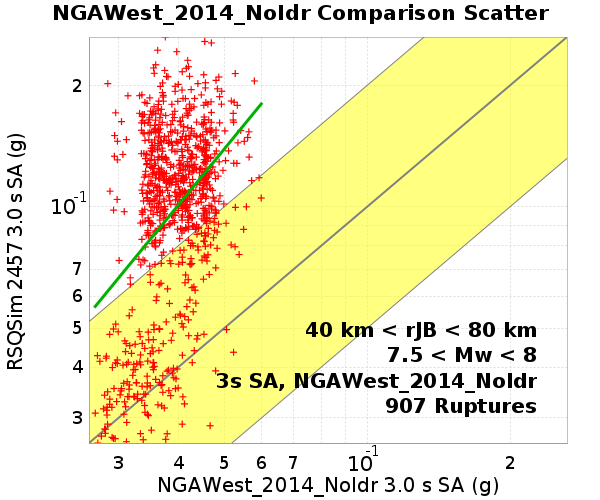 NGAWest_2014_NoIdr Comparison Scatter
RSQSim 2457 3.0 s SA (g)
2
10⁻¹
7
6
5
4
3
40 km < rJB < 80 km
7.5 < Mw < 8
3s SA, NGAWest_2014_NoIdr
907 Ruptures
3 4 5 6 7 10⁻¹ 2
NGAWest_2014_NoIdr 3.0 s SA (g)